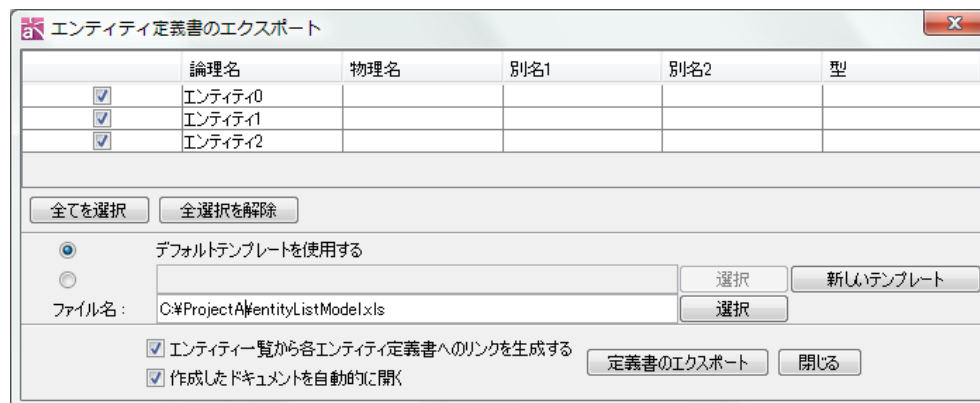 エンティティ定義書のエクスポート
論理名 物理名 別名1 別名2 型
エンティティ0
エンティティ1
エンティティ2
全てを選択 全選択を解除
デフォルトテンプレートを使用する
選択 新しいテンプレート
ファイル名: C:¥ProjectA¥entityListModel.xls 選択
エンティティ一覧から各エンティティ定義書へのリンクを生成する
定義書のエクスポート 閉じる
作成したドキュメントを自動的に開く